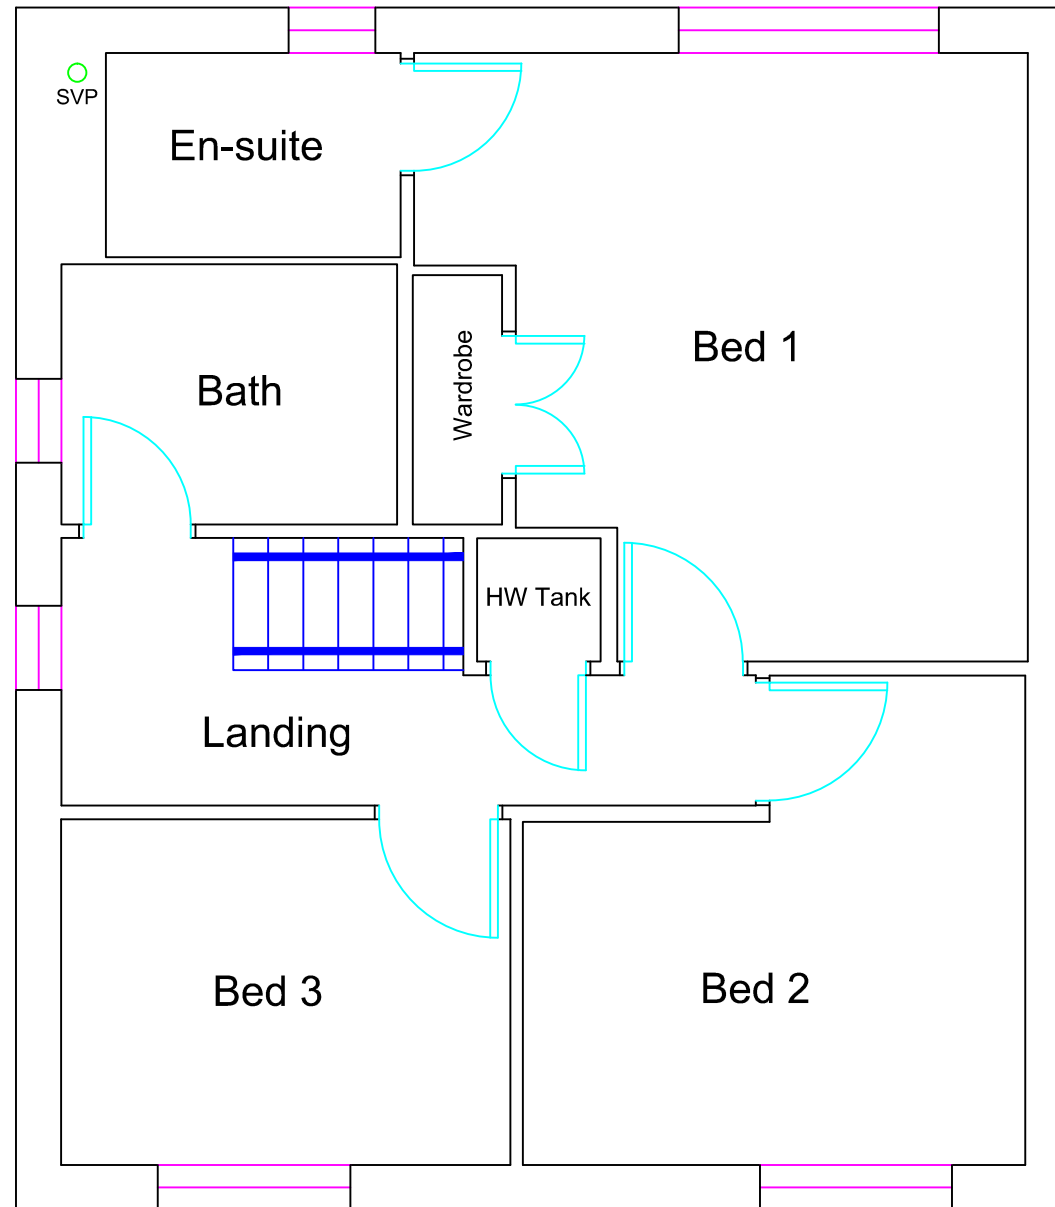 SVP
En-suite
Bed 1
Wardrobe
Bath
HW Tank
Landing
Bed 3
Bed 2